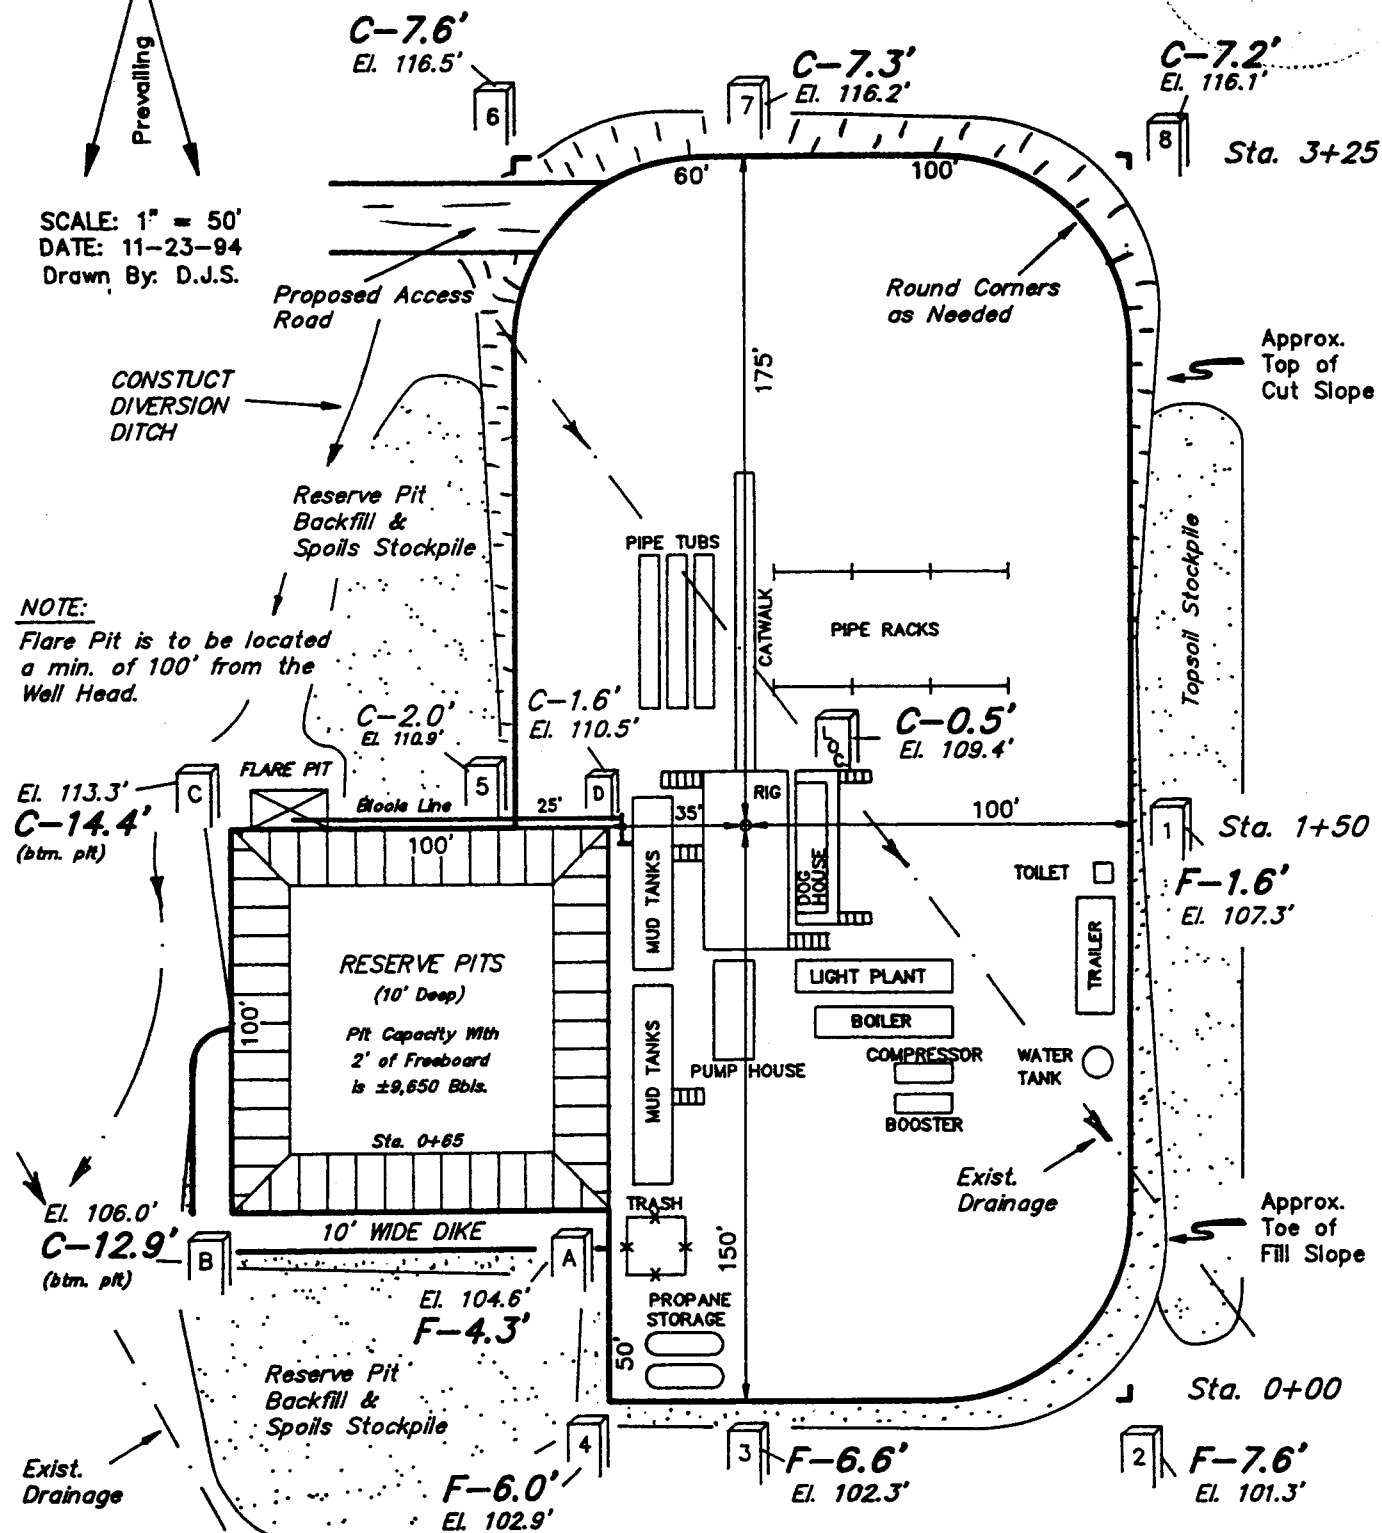 C-7.6'
El. 116.5'
C-7.3'
El. 116.2'
C-7.2'
El. 116.1'
Prevailing
6
7
8
Sta. 3+25
60'
100'
SCALE: 1" = 50'
DATE: 11-23-94
Drawn By: D.J.S.
Proposed Access
Road
Round Corners
as Needed
175'
Approx.
Top of
Cut Slope
CONSTUCT
DIVERSION
DITCH
Reserve Pit
Backfill &
Spoils Stockpile
PIPE TUBS
Topsoil Stockpile
NOTE:
Flare Pit is to be located
a min. of 100' from the
Well Head.
CATWALK
PIPE RACKS
C-2.0'
El. 110.9'
C-1.6'
El. 110.5'
LOC
C-0.5'
El. 109.4'
El. 113.3'
C-14.4'
(btm. pit)
C
FLARE PIT
5
D
RIG
Blooie Line
25'
35'
100'
100'
1
Sta. 1+50
F-1.6'
El. 107.3'
TOILET
DOG
HOUSE
MUD TANKS
TRAILER
RESERVE PITS
(10' Deep)
Pit Capacity With
2' of Freeboard
is ±9,650 Bbls.
Sta. 0+65
100'
LIGHT PLANT
BOILER
COMPRESSOR
BOOSTER
MUD TANKS
PUMP HOUSE
WATER
TANK
Exist.
Drainage
El. 106.0'
C-12.9'
(btm. pit)
B
10' WIDE DIKE
A
El. 104.6'
F-4.3'
TRASH
150'
PROPANE
STORAGE
50'
Approx.
Toe of
Fill Slope
Reserve Pit
Backfill &
Spoils Stockpile
Sta. 0+00
Exist.
Drainage
4
F-6.0'
El. 102.9'
3
F-6.6'
El. 102.3'
2
F-7.6'
El. 101.3'